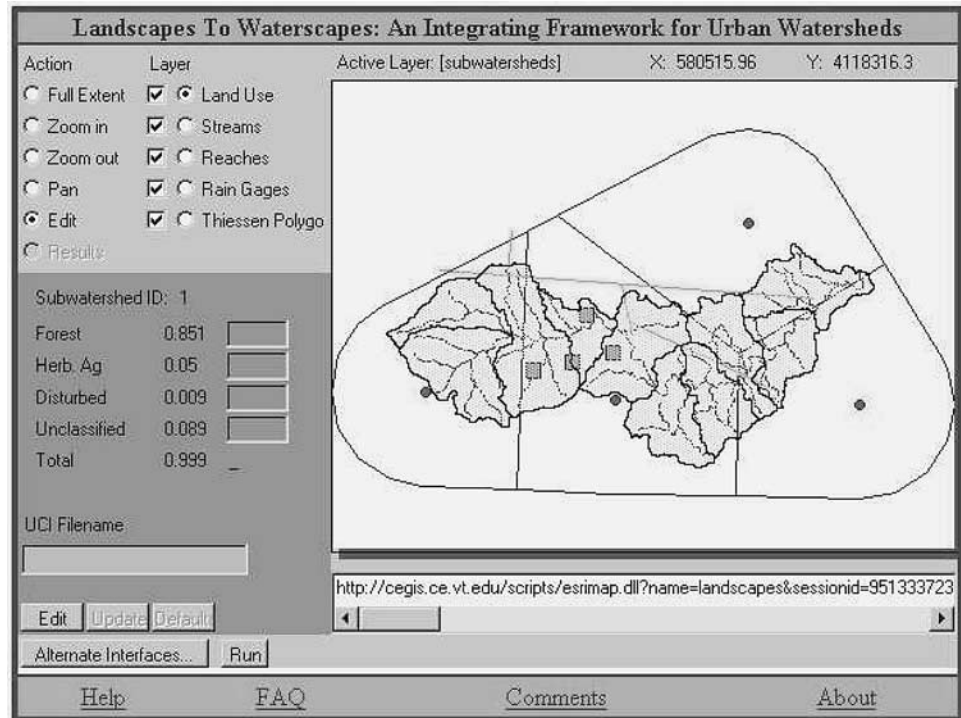 Landscapes To Waterscapes: An Integrating Framework for Urban Watersheds
Action Layer
Full Extent Land Use
Zoom in Streams
Zoom out Reaches
Pan Rain Gages
Edit Thiessen Polygo
Results
Active Layer: [subwatersheds] X: 580515.96 Y: 4118316.3
Subwatershed ID: 1
Forest 0.851
Herb. Ag 0.05
Disturbed 0.009
Unclassified 0.089
Total 0.999 _
UCI Filename
http://cegis.ce.vt.edu/scripts/esrimap.dll?name=landscapes&sessionid=951333723
Edit Update Default
Alternate Interfaces... Run
Help FAQ Comments About